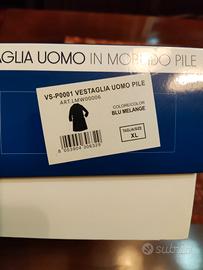 TAGLIA UOMO IN MORBIDO PILE
VS-P0001 VESTAGLIA UOMO PILE
ART.LMW00006
COLORE/COLOR
BLU MELANGE
TAGLIA/SIZE
XL
subito